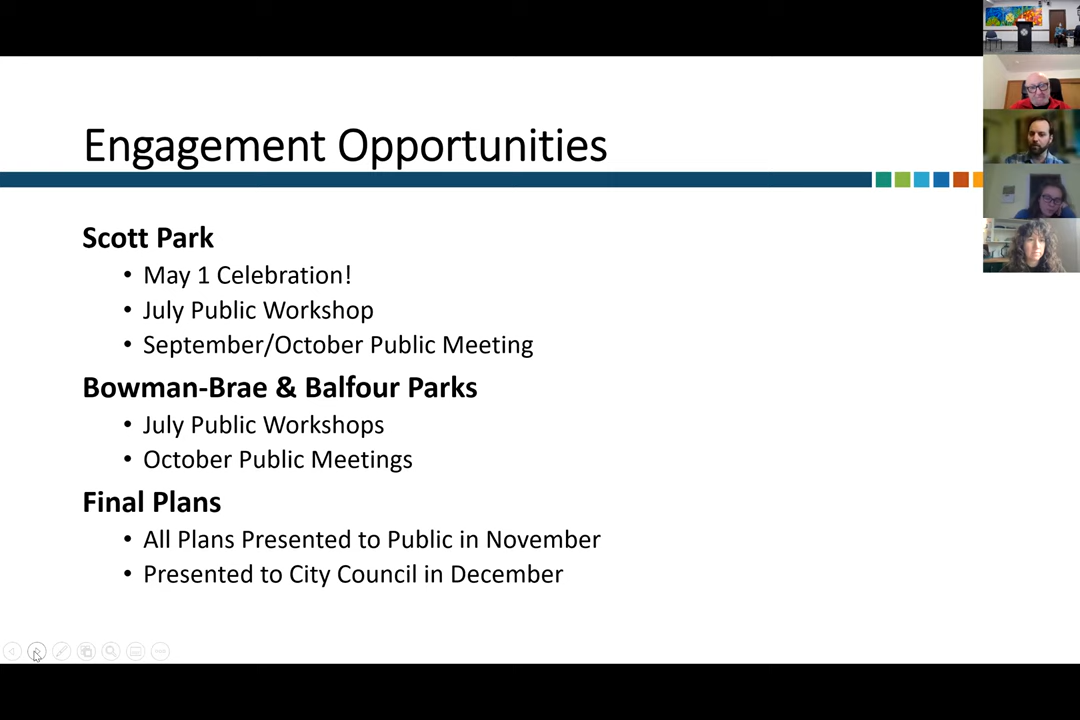 Engagement Opportunities
Scott Park
• May 1 Celebration!
• July Public Workshop
• September/October Public Meeting
Bowman-Brae & Balfour Parks
• July Public Workshops
• October Public Meetings
Final Plans
• All Plans Presented to Public in November
• Presented to City Council in December